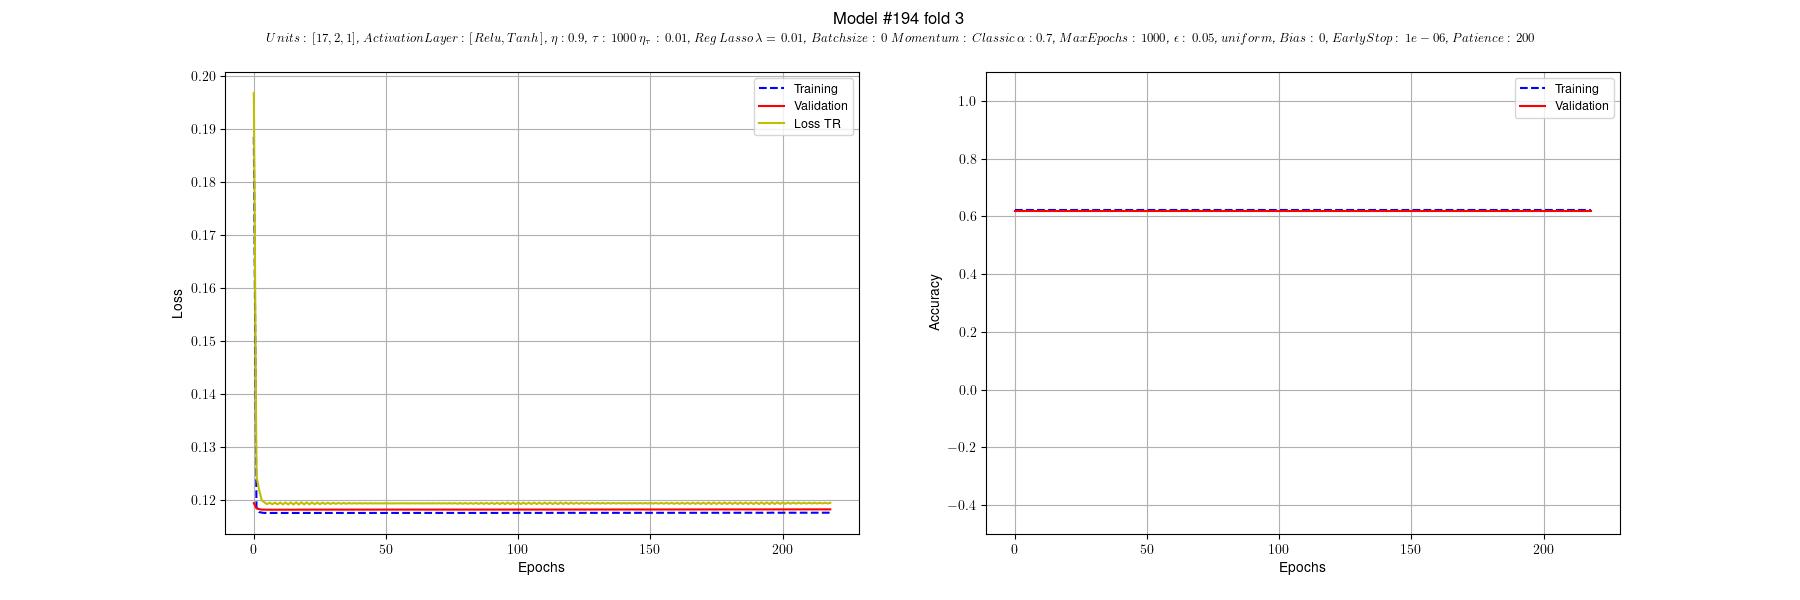 Model #194 fold 3
Units : [17, 2, 1], ActivationLayer : [Relu, Tanh], η : 0.9, τ : 1000 η_τ : 0.01, Reg Lasso λ = 0.01, Batchsize : 0 Momentum : Classic α : 0.7, MaxEpochs : 1000, ϵ : 0.05, uniform, Bias : 0, EarlyStop : 1e − 06, Patience : 200
0.20
0.19
0.18
0.17
0.16
0.15
0.14
0.13
0.12
Loss
Training
Validation
Loss TR
0 50 100 150 200
Epochs
1.0
0.8
0.6
0.4
0.2
0.0
−0.2
−0.4
Accuracy
Training
Validation
0 50 100 150 200
Epochs